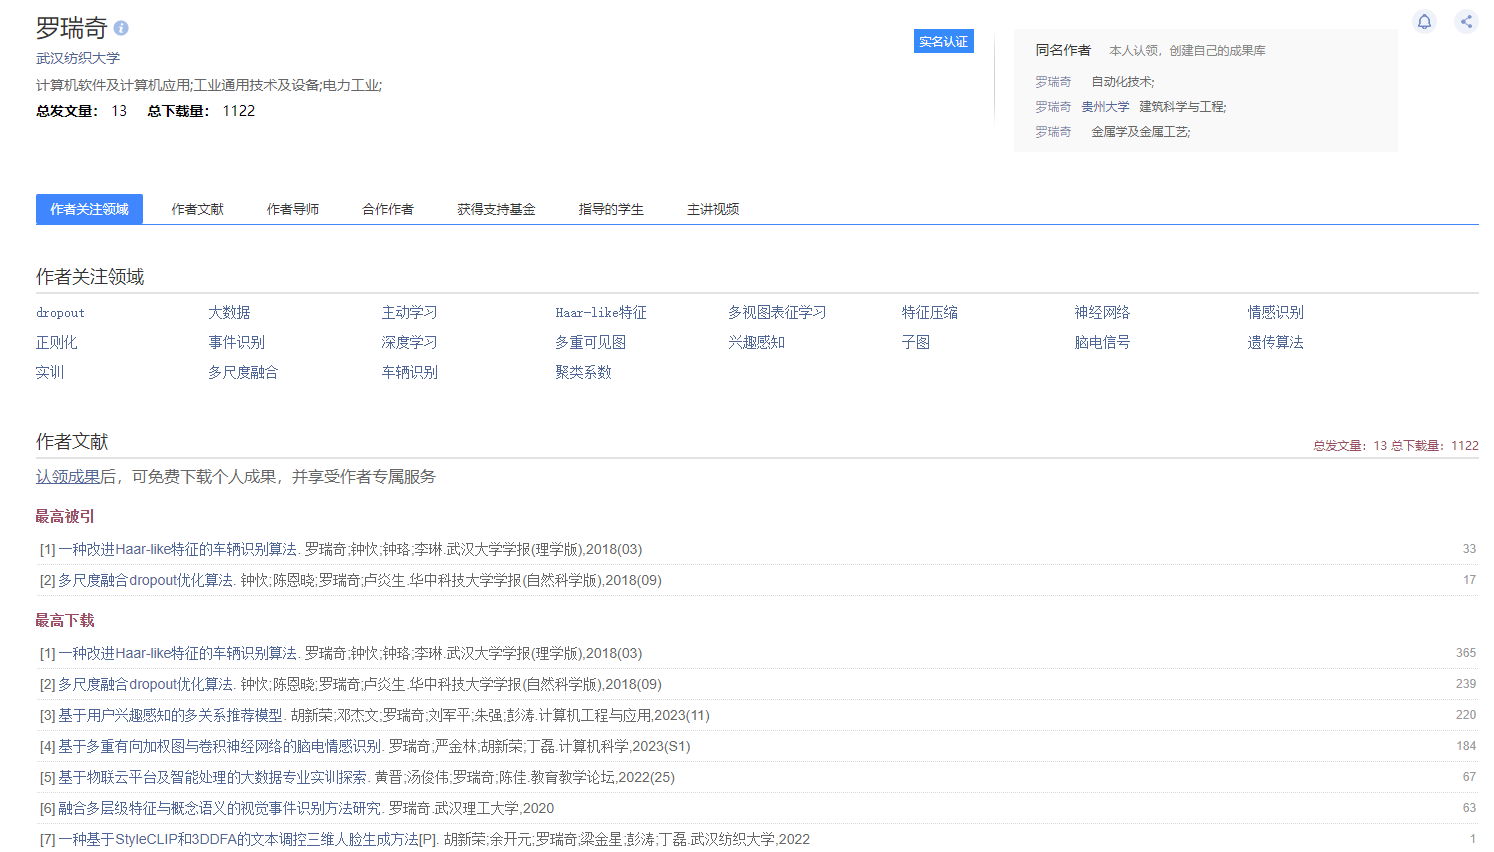 罗瑞奇
武汉纺织大学
计算机软件及计算机应用;工业通用技术及设备;电力工业;
总发文量： 13 总下载量： 1122
实名认证
同名作者 本人认领，创建自己的成果库
罗瑞奇 自动化技术;
罗瑞奇 贵州大学 建筑科学与工程;
罗瑞奇 金属学及金属工艺;
作者关注领域 作者文献 作者导师 合作作者 获得支持基金 指导的学生 主讲视频
作者关注领域
dropout 大数据 主动学习 Haar-like特征 多视图表征学习 特征压缩 神经网络 情感识别
正则化 事件识别 深度学习 多重可见图 兴趣感知 子图 脑电信号 遗传算法
实训 多尺度融合 车辆识别 聚类系数
作者文献 总发文量：13 总下载量：1122
认领成果后，可免费下载个人成果，并享受作者专属服务
最高被引
[1] 一种改进Haar-like特征的车辆识别算法. 罗瑞奇;钟忺;钟珞;李琳.武汉大学学报(理学版),2018(03) 33
[2] 多尺度融合dropout优化算法. 钟忺;陈恩晓;罗瑞奇;卢炎生.华中科技大学学报(自然科学版),2018(09) 17
最高下载
[1] 一种改进Haar-like特征的车辆识别算法. 罗瑞奇;钟忺;钟珞;李琳.武汉大学学报(理学版),2018(03) 365
[2] 多尺度融合dropout优化算法. 钟忺;陈恩晓;罗瑞奇;卢炎生.华中科技大学学报(自然科学版),2018(09) 239
[3] 基于用户兴趣感知的多关系推荐模型. 胡新荣;邓杰文;罗瑞奇;刘军平;朱强;彭涛.计算机工程与应用,2023(11) 220
[4] 基于多重有向加权图与卷积神经网络的脑电情感识别. 罗瑞奇;严金林;胡新荣;丁磊.计算机科学,2023(S1) 184
[5] 基于物联云平台及智能处理的大数据专业实训探索. 黄晋;汤俊伟;罗瑞奇;陈佳.教育教学论坛,2022(25) 67
[6] 融合多层级特征与概念语义的视觉事件识别方法研究. 罗瑞奇.武汉理工大学,2020 63
[7] 一种基于StyleCLIP和3DDFA的文本调控三维人脸生成方法[P]. 胡新荣;余开元;罗瑞奇;梁金星;彭涛;丁磊.武汉纺织大学,2022 1